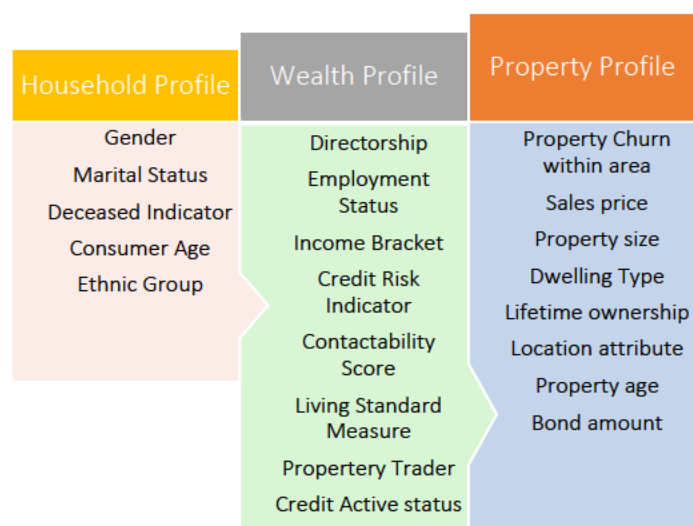 Household Profile
Gender
Marital Status
Deceased Indicator
Consumer Age
Ethnic Group
Wealth Profile
Directorship
Employment
Status
Income Bracket
Credit Risk
Indicator
Contactability
Score
Living Standard
Measure
Propertery Trader
Credit Active status
Property Profile
Property Churn
within area
Sales price
Property size
Dwelling Type
Lifetime ownership
Location attribute
Property age
Bond amount